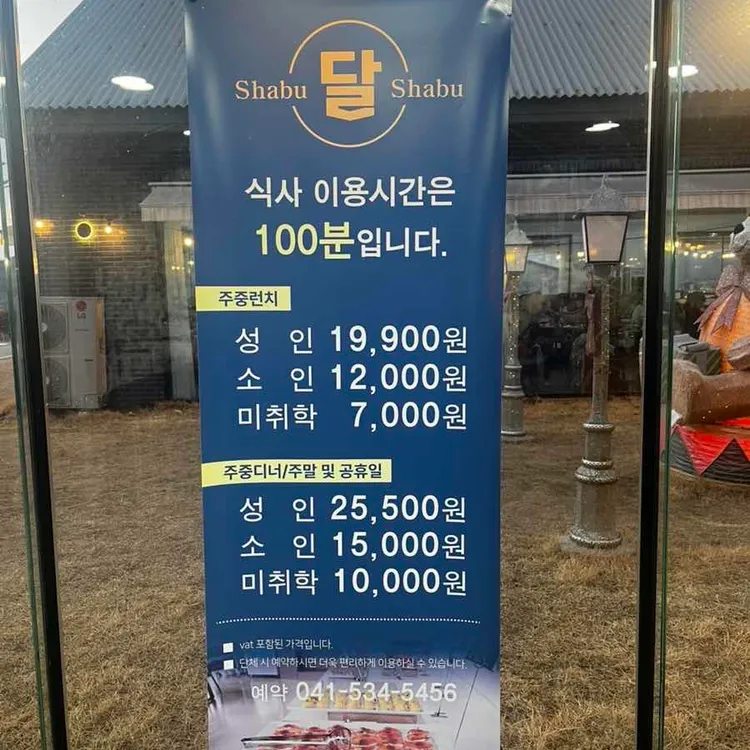 Shabu 달 Shabu
식사 이용시간은
100분입니다.
주중런치
성 인 19,900원
소 인 12,000원
미취학 7,000원
주중디너/주말 및 공휴일
성 인 25,500원
소 인 15,000원
미취학 10,000원
vat 포함된 가격입니다.
단체 시 예약하시면 더욱 편리하게 이용하실 수 있습니다.
예약 041-534-5456
LG